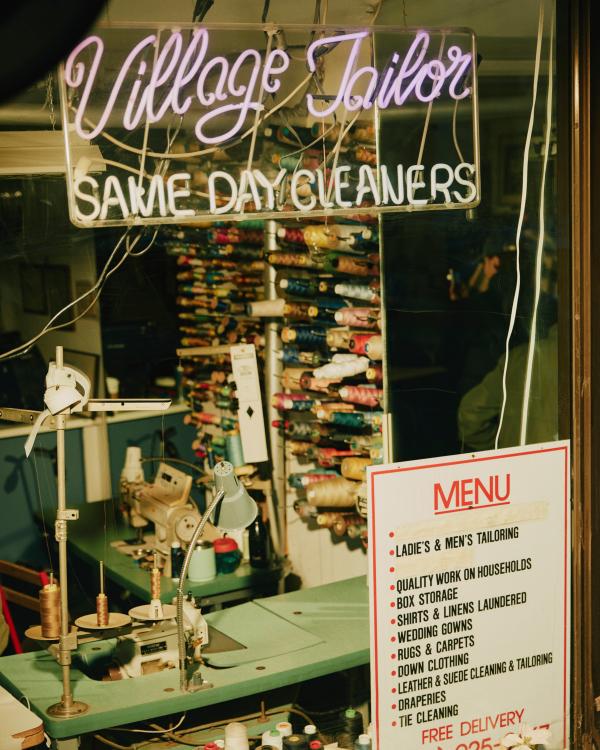 Village Tailor
SAME DAY CLEANERS
MENU
• LADIE'S & MEN'S TAILORING
•
• QUALITY WORK ON HOUSEHOLDS
• BOX STORAGE
• SHIRTS & LINENS LAUNDERED
• WEDDING GOWNS
• RUGS & CARPETS
• DOWN CLOTHING
• LEATHER & SUEDE CLEANING & TAILORING
• DRAPERIES
• TIE CLEANING
FREE DELIVERY